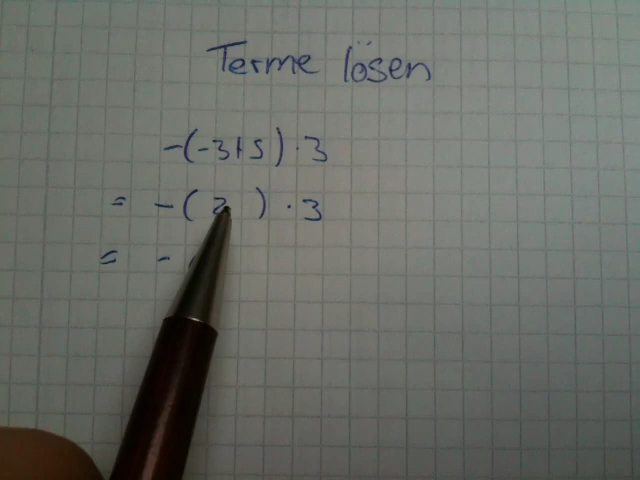 Terme lösen
-(-3+5)·3
= -(2)·3
= -